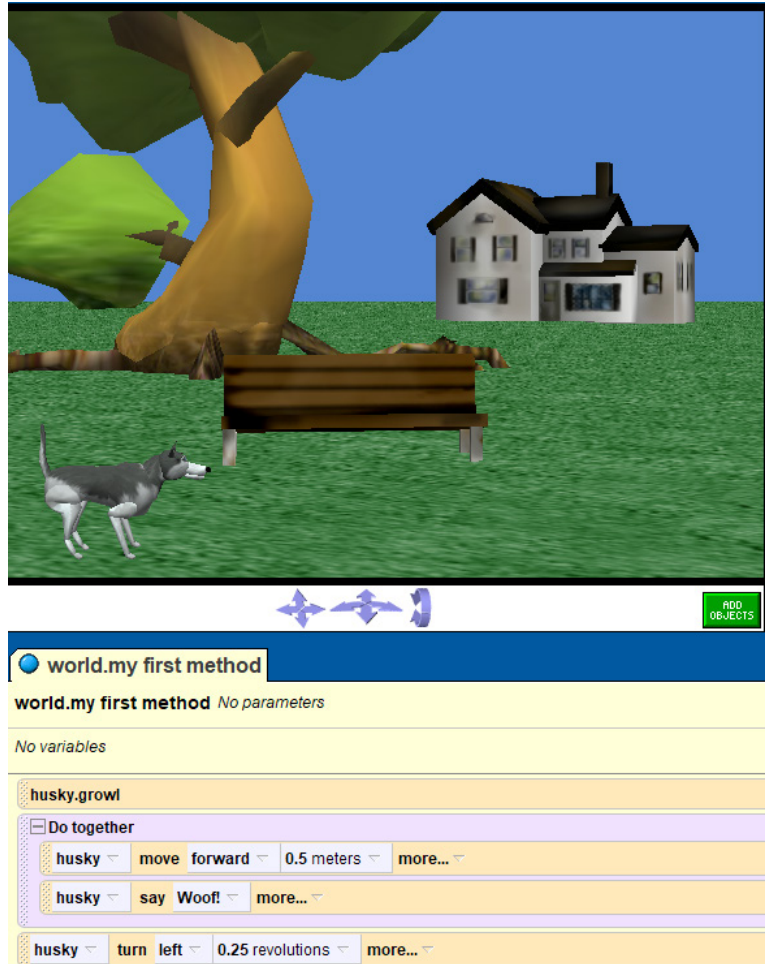 ADD
OBJECTS
world.my first method
world.my first method No parameters
No variables
husky.growl
Do together
husky move forward 0.5 meters more...
husky say Woof! more...
husky turn left 0.25 revolutions more...